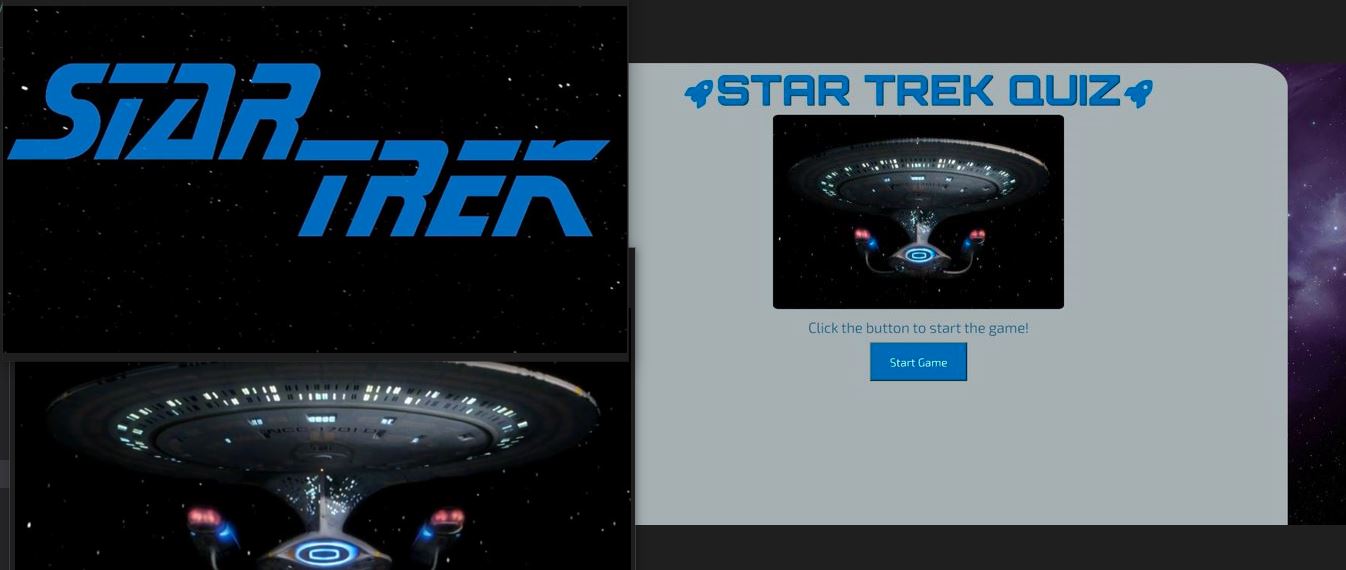 STAR
TREK
STAR TREK QUIZ
Click the button to start the game!
Start Game